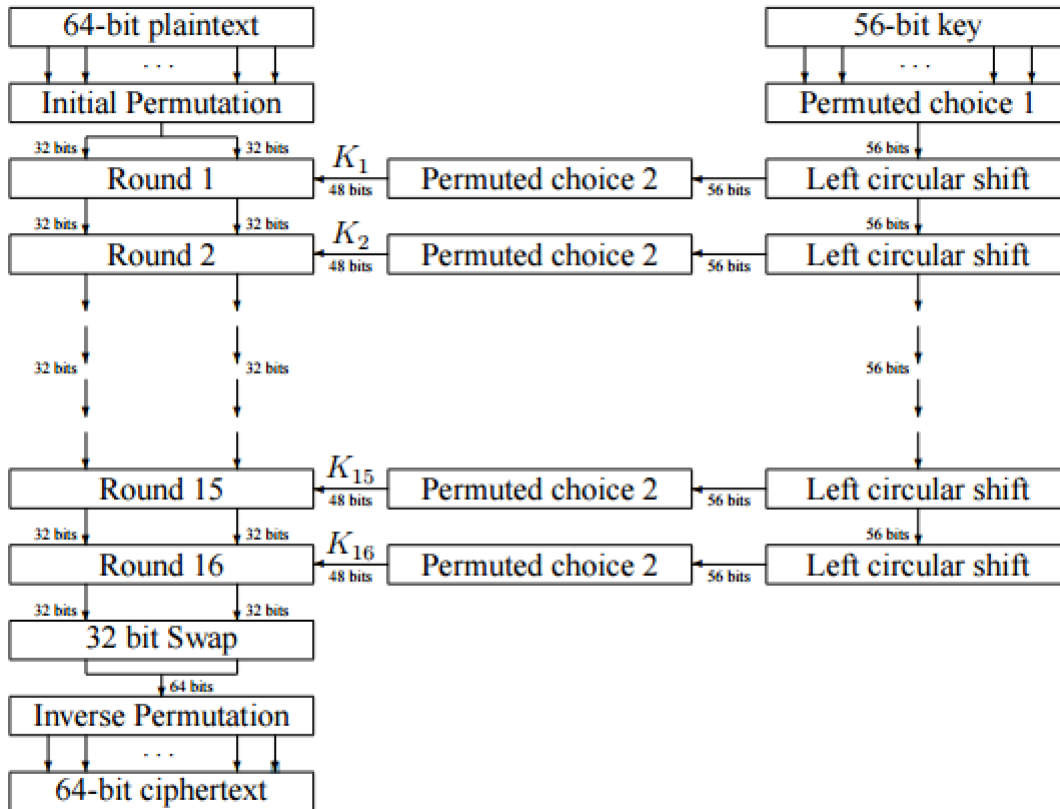 64-bit plaintext 56-bit key
. . . . . .
Initial Permutation Permuted choice 1
32 bits 32 bits 56 bits
K1
Round 1 48 bits Permuted choice 2 56 bits Left circular shift
32 bits 32 bits 56 bits
K2
Round 2 48 bits Permuted choice 2 56 bits Left circular shift
32 bits 32 bits 56 bits
K15
Round 15 48 bits Permuted choice 2 56 bits Left circular shift
32 bits 32 bits 56 bits
K16
Round 16 48 bits Permuted choice 2 56 bits Left circular shift
32 bits 32 bits
32 bit Swap
64 bits
Inverse Permutation
. . .
64-bit ciphertext